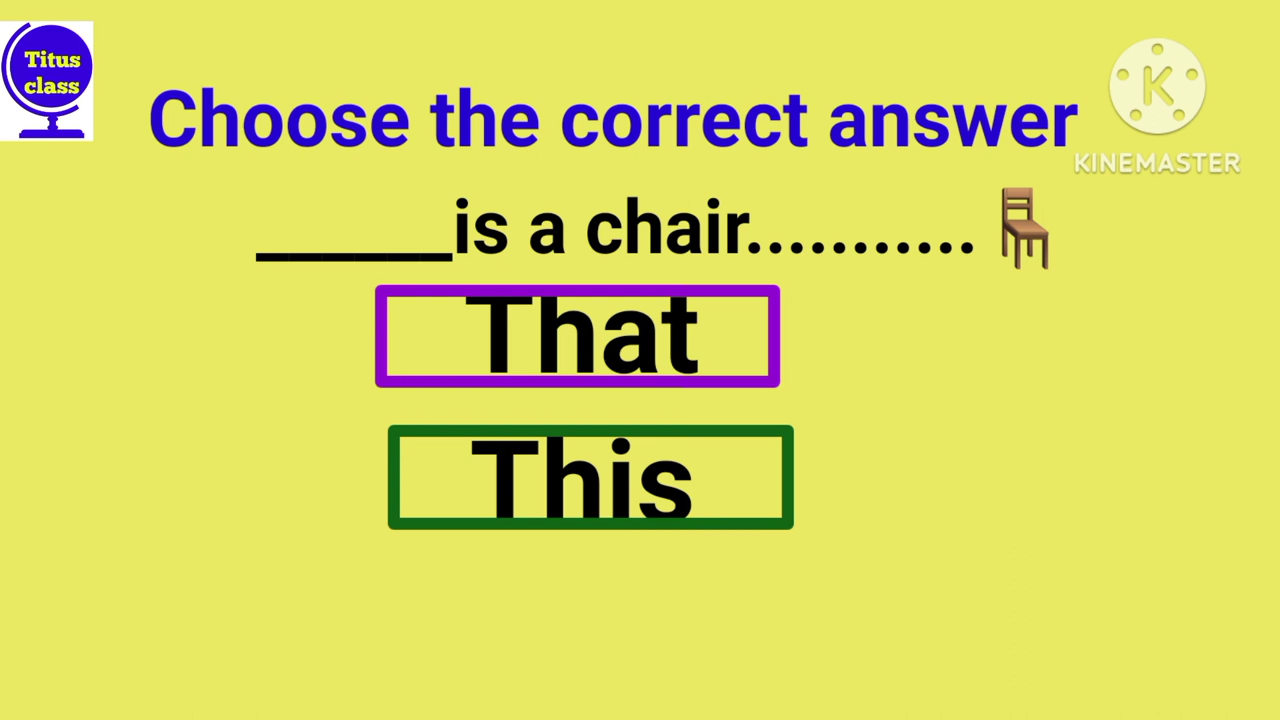 Titus
class
Choose the correct answer
K
KINEMASTER
______is a chair...........
That
This